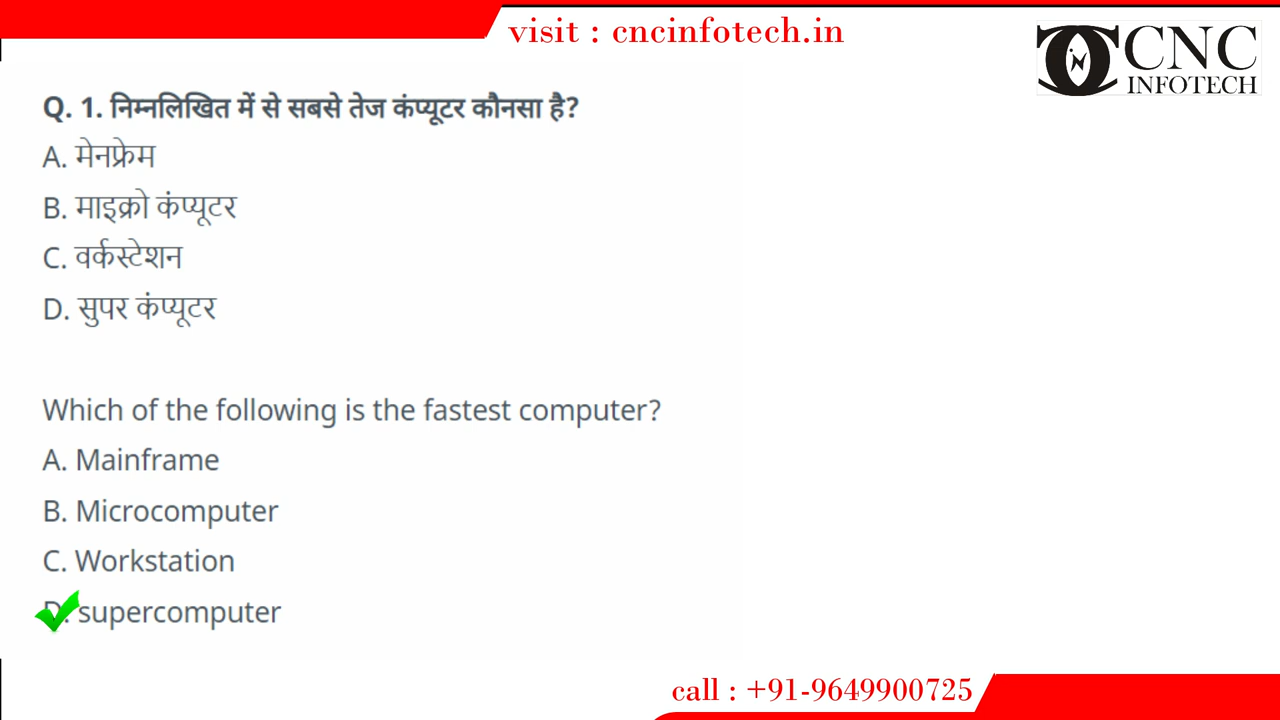 visit : cncinfotech.in
CNC
INFOTECH
Q. 1. निम्नलिखित में से सबसे तेज कंप्यूटर कौनसा है?
A. मेनफ्रेम
B. माइक्रो कंप्यूटर
C. वर्कस्टेशन
D. सुपर कंप्यूटर
Which of the following is the fastest computer?
A. Mainframe
B. Microcomputer
C. Workstation
D. supercomputer
call : +91-9649900725